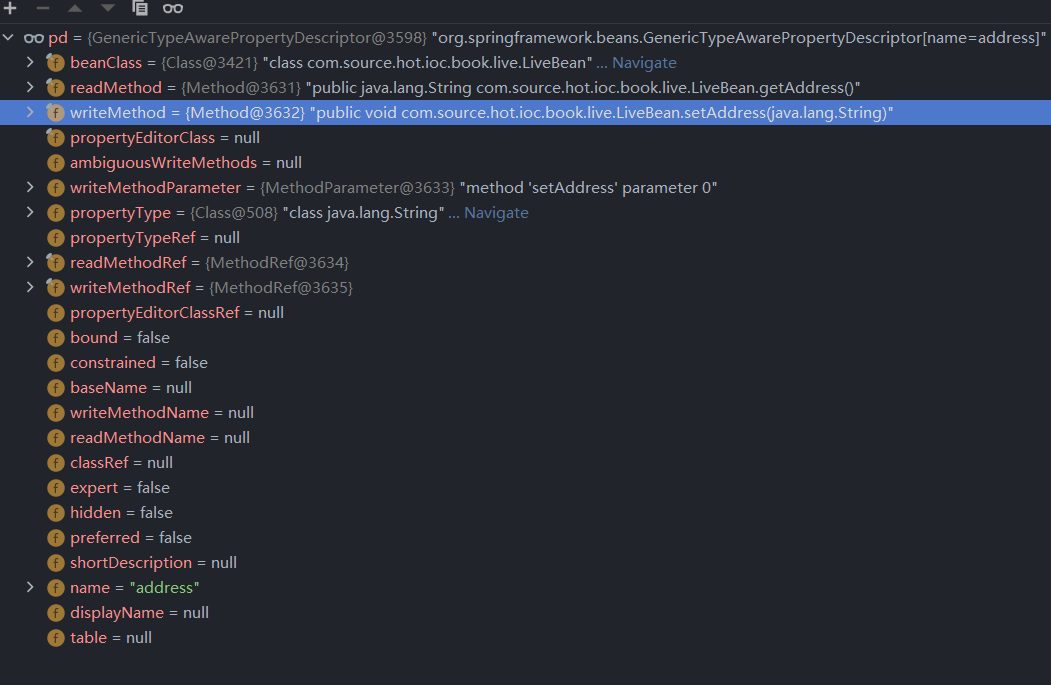 pd = {GenericTypeAwarePropertyDescriptor@3598} "org.springframework.beans.GenericTypeAwarePropertyDescriptor[name=address]"
beanClass = {Class@3421} "class com.source.hot.ioc.book.live.LiveBean" ... Navigate
readMethod = {Method@3631} "public java.lang.String com.source.hot.ioc.book.live.LiveBean.getAddress()"
writeMethod = {Method@3632} "public void com.source.hot.ioc.book.live.LiveBean.setAddress(java.lang.String)"
propertyEditorClass = null
ambiguousWriteMethods = null
writeMethodParameter = {MethodParameter@3633} "method 'setAddress' parameter 0"
propertyType = {Class@508} "class java.lang.String" ... Navigate
propertyTypeRef = null
readMethodRef = {MethodRef@3634}
writeMethodRef = {MethodRef@3635}
propertyEditorClassRef = null
bound = false
constrained = false
baseName = null
writeMethodName = null
readMethodName = null
classRef = null
expert = false
hidden = false
preferred = false
shortDescription = null
name = "address"
displayName = null
table = null